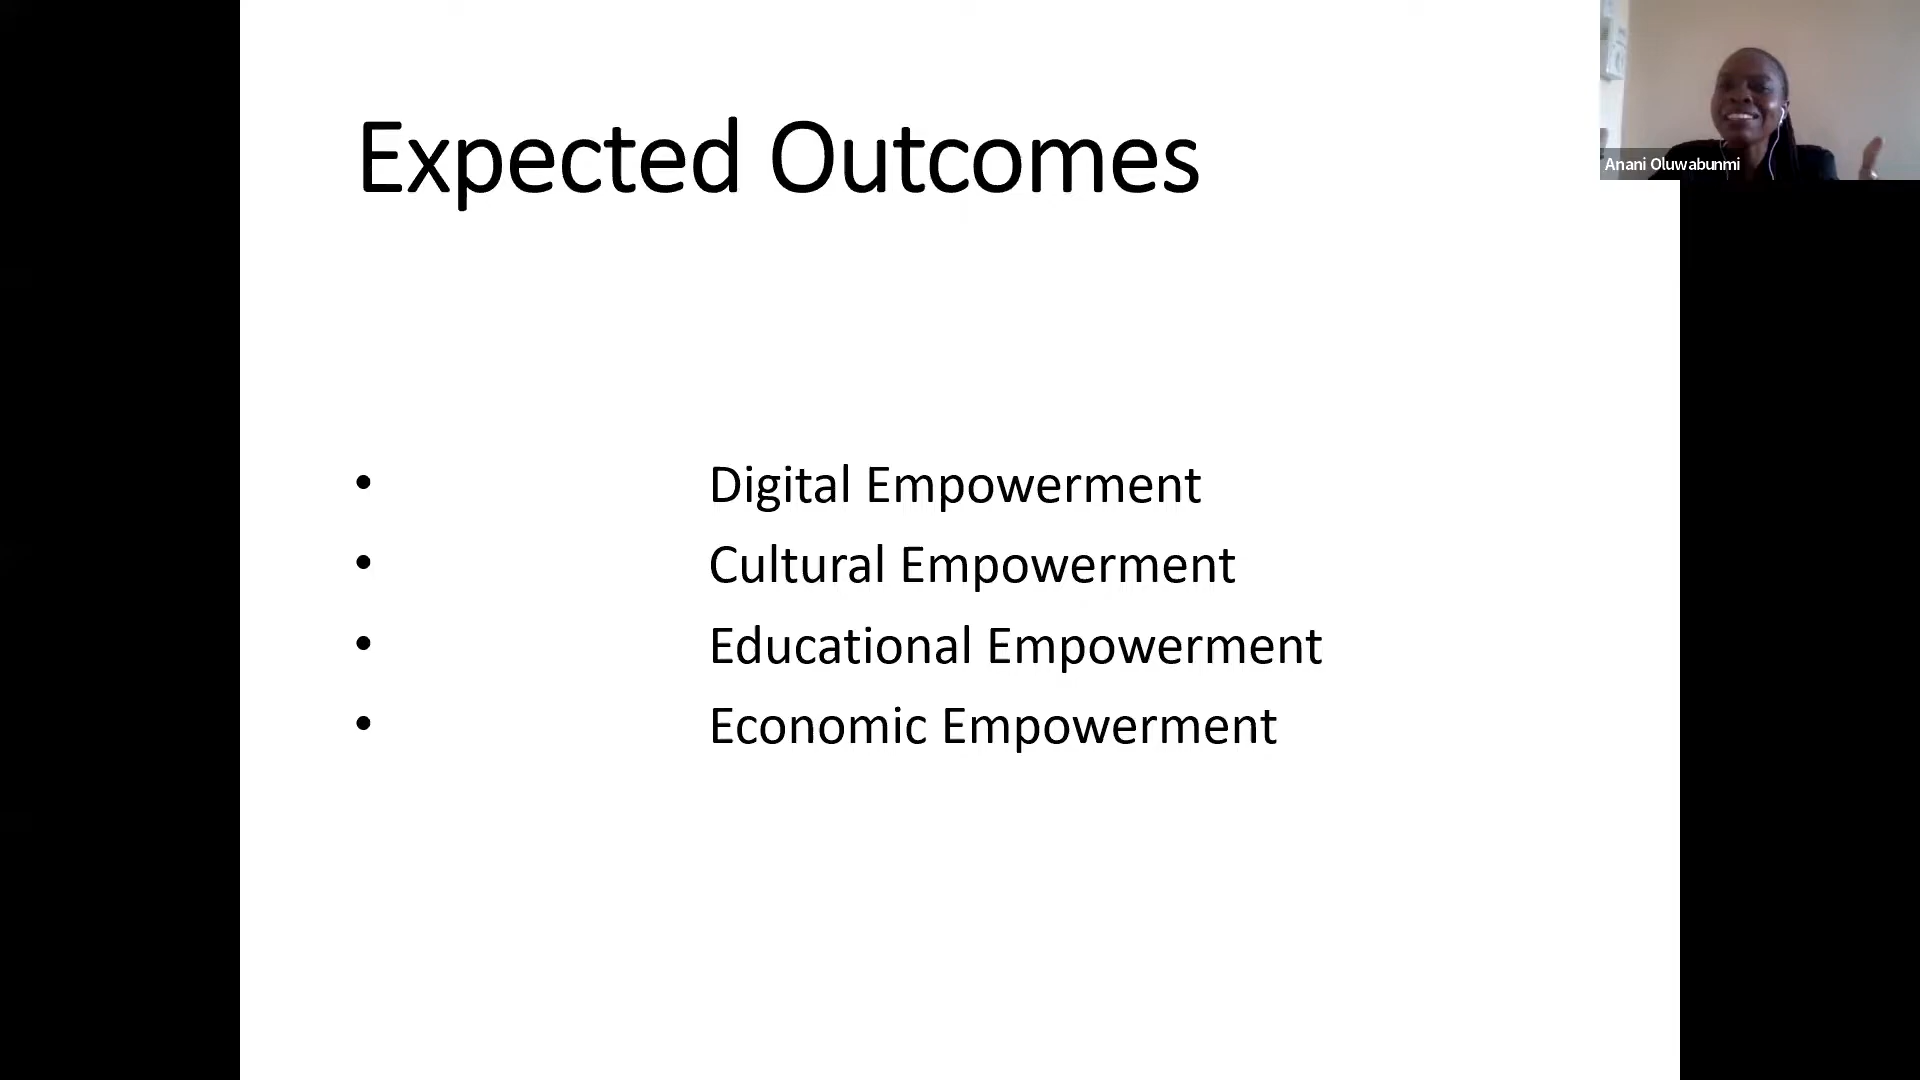 Expected Outcomes
Anani Oluwabunmi
• Digital Empowerment
• Cultural Empowerment
• Educational Empowerment
• Economic Empowerment